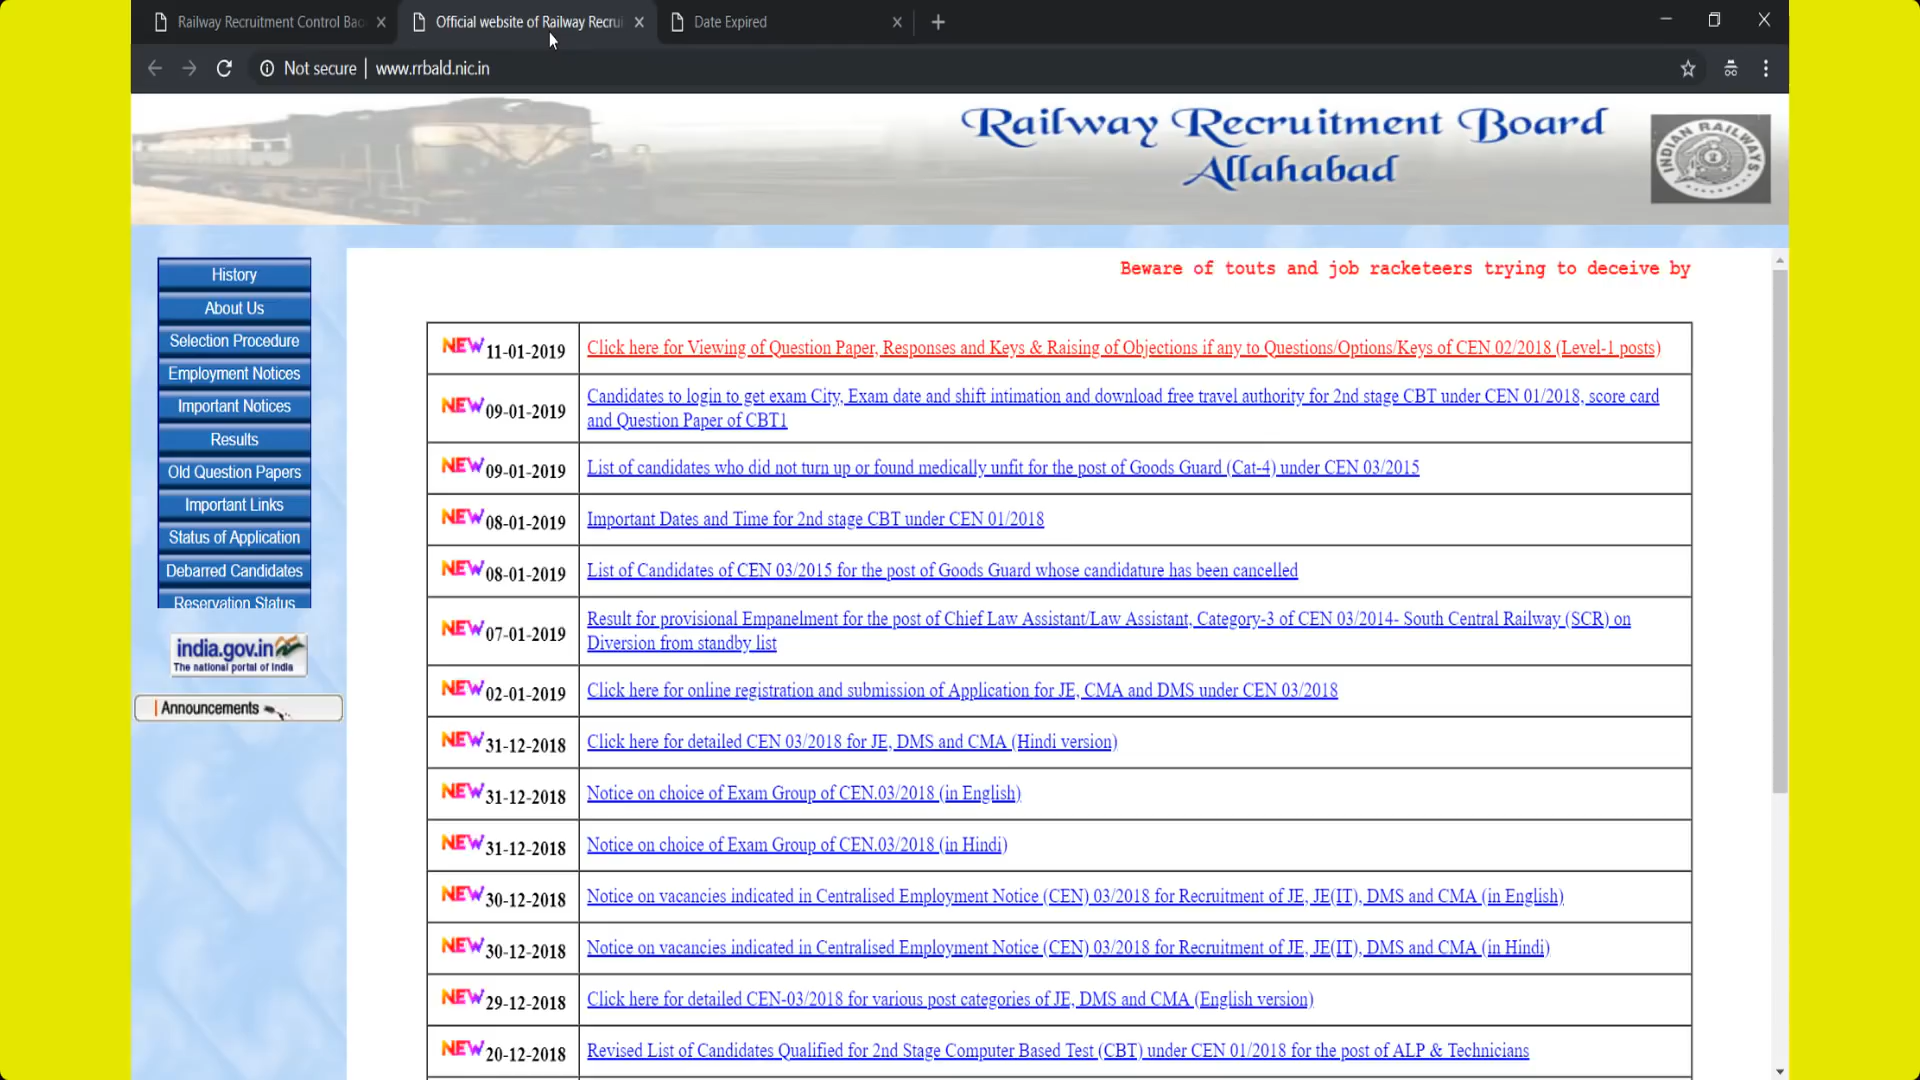 Railway Recruitment Control Bac
Official website of Railway Recrui
Date Expired
Not secure | www.rrbald.nic.in
Railway Recruitment Board
Allahabad
INDIAN RAILWAYS
Beware of touts and job racketeers trying to deceive by
History
About Us
Selection Procedure
Employment Notices
Important Notices
Results
Old Question Papers
Important Links
Status of Application
Debarred Candidates
Reservation Status
india.gov.in
The national portal of India
Announcements
NEW 11-01-2019 Click here for Viewing of Question Paper, Responses and Keys & Raising of Objections if any to Questions/Options/Keys of CEN 02/2018 (Level-1 posts)
NEW 09-01-2019 Candidates to login to get exam City, Exam date and shift intimation and download free travel authority for 2nd stage CBT under CEN 01/2018, score card
and Question Paper of CBT1
NEW 09-01-2019 List of candidates who did not turn up or found medically unfit for the post of Goods Guard (Cat-4) under CEN 03/2015
NEW 08-01-2019 Important Dates and Time for 2nd stage CBT under CEN 01/2018
NEW 08-01-2019 List of Candidates of CEN 03/2015 for the post of Goods Guard whose candidature has been cancelled
NEW 07-01-2019 Result for provisional Empanelment for the post of Chief Law Assistant/Law Assistant, Category-3 of CEN 03/2014- South Central Railway (SCR) on
Diversion from standby list
NEW 02-01-2019 Click here for online registration and submission of Application for JE, CMA and DMS under CEN 03/2018
NEW 31-12-2018 Click here for detailed CEN 03/2018 for JE, DMS and CMA (Hindi version)
NEW 31-12-2018 Notice on choice of Exam Group of CEN.03/2018 (in English)
NEW 31-12-2018 Notice on choice of Exam Group of CEN.03/2018 (in Hindi)
NEW 30-12-2018 Notice on vacancies indicated in Centralised Employment Notice (CEN) 03/2018 for Recruitment of JE, JE(IT), DMS and CMA (in English)
NEW 30-12-2018 Notice on vacancies indicated in Centralised Employment Notice (CEN) 03/2018 for Recruitment of JE, JE(IT), DMS and CMA (in Hindi)
NEW 29-12-2018 Click here for detailed CEN-03/2018 for various post categories of JE, DMS and CMA (English version)
NEW 20-12-2018 Revised List of Candidates Qualified for 2nd Stage Computer Based Test (CBT) under CEN 01/2018 for the post of ALP & Technicians